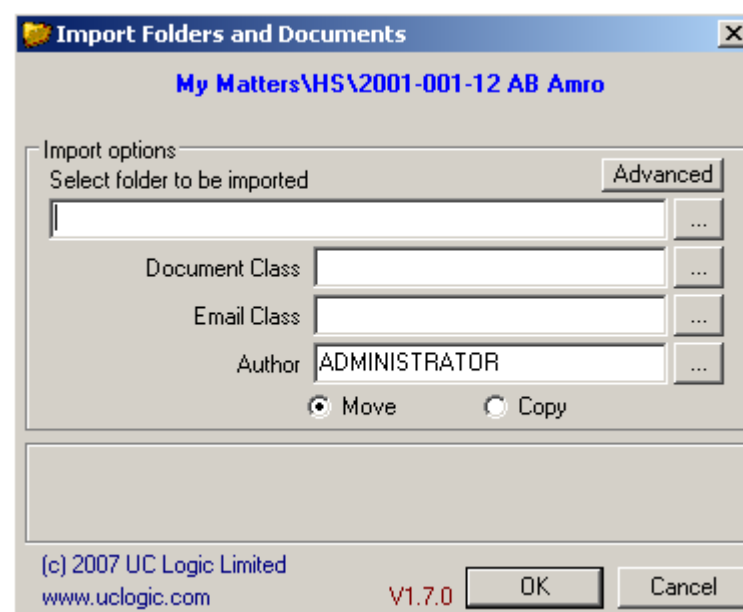 Import Folders and Documents
My Matters\HS\2001-001-12 AB Amro
Import options
Select folder to be imported
Advanced
...
Document Class
...
Email Class
...
Author ADMINISTRATOR
...
Move Copy
(c) 2007 UC Logic Limited
www.uclogic.com
V1.7.0 OK Cancel